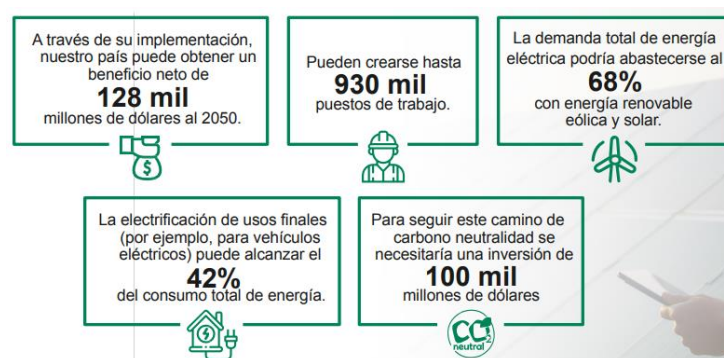 A través de su implementación,
nuestro país puede obtener un
beneficio neto de
128 mil
millones de dólares al 2050.
Pueden crearse hasta
930 mil
puestos de trabajo.
La demanda total de energía
eléctrica podría abastecerse al
68%
con energía renovable
eólica y solar.
La electrificación de usos finales
(por ejemplo, para vehículos
eléctricos) puede alcanzar el
42%
del consumo total de energía.
Para seguir este camino de
carbono neutralidad se
necesitaría una inversión de
100 mil
millones de dólares
CO2
neutral